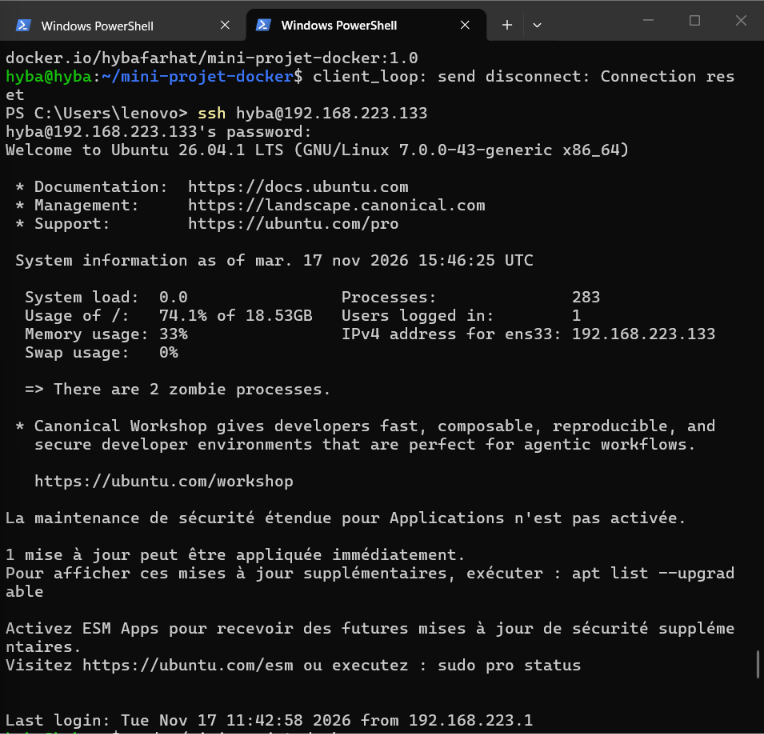 Windows PowerShell
Windows PowerShell
docker.io/hybafarhat/mini-projet-docker:1.0
hyba@hyba:~/mini-projet-docker$ client_loop: send disconnect: Connection res
et
PS C:\Users\lenovo> ssh hyba@192.168.223.133
hyba@192.168.223.133's password:
Welcome to Ubuntu 26.04.1 LTS (GNU/Linux 7.0.0-43-generic x86_64)
* Documentation:  https://docs.ubuntu.com
* Management:     https://landscape.canonical.com
* Support:        https://ubuntu.com/pro
System information as of mar. 17 nov 2026 15:46:25 UTC
System load:  0.0                Processes:              283
Usage of /:   74.1% of 18.53GB   Users logged in:        1
Memory usage: 33%                IPv4 address for ens33: 192.168.223.133
Swap usage:   0%
=> There are 2 zombie processes.
* Canonical Workshop gives developers fast, composable, reproducible, and
secure developer environments that are perfect for agentic workflows.
https://ubuntu.com/workshop
La maintenance de sécurité étendue pour Applications n'est pas activée.
1 mise à jour peut être appliquée immédiatement.
Pour afficher ces mises à jour supplémentaires, exécuter : apt list --upgrad
able
Activez ESM Apps pour recevoir des futures mises à jour de sécurité suppléme
ntaires.
Visitez https://ubuntu.com/esm ou executez : sudo pro status
Last login: Tue Nov 17 11:42:58 2026 from 192.168.223.1